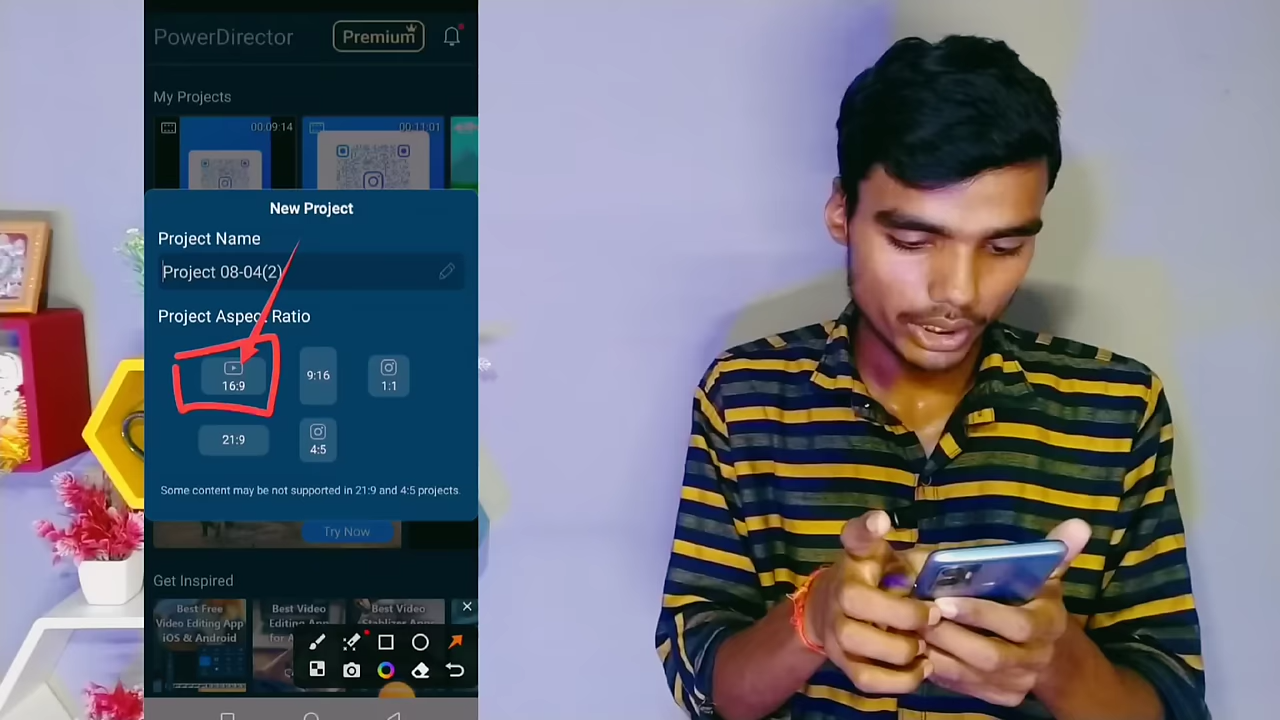 PowerDirector
Premium
My Projects
00:09:14
00:11:01
New Project
Project Name
Project 08-04(2)
Project Aspect Ratio
16:9
9:16
1:1
21:9
4:5
Some content may be not supported in 21:9 and 4:5 projects.
Try Now
Get Inspired
Best Free
Video Editing App
iOS & Android
Best Video
Editing App
for A
Best Video
Stabilizer Apps